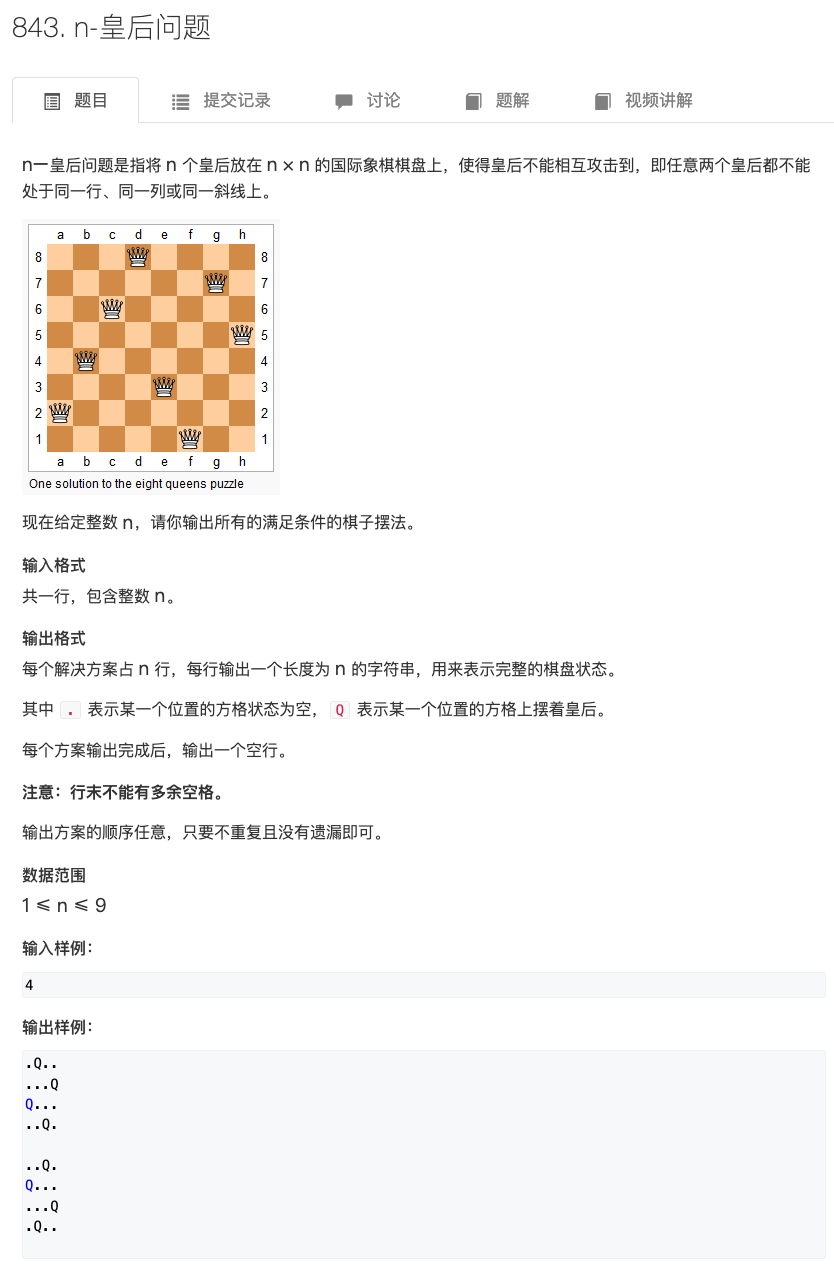 843. n-皇后问题
题目 提交记录 讨论 题解 视频讲解
n一皇后问题是指将 n 个皇后放在 n × n 的国际象棋棋盘上，使得皇后不能相互攻击到，即任意两个皇后都不能
处于同一行、同一列或同一斜线上。
a b c d e f g h
8 8
7 7
6 6
5 5
4 4
3 3
2 2
1 1
a b c d e f g h
One solution to the eight queens puzzle
现在给定整数 n，请你输出所有的满足条件的棋子摆法。
输入格式
共一行，包含整数 n。
输出格式
每个解决方案占 n 行，每行输出一个长度为 n 的字符串，用来表示完整的棋盘状态。
其中 . 表示某一个位置的方格状态为空， Q 表示某一个位置的方格上摆着皇后。
每个方案输出完成后，输出一个空行。
注意：行末不能有多余空格。
输出方案的顺序任意，只要不重复且没有遗漏即可。
数据范围
1 ⩽ n ⩽ 9
输入样例：
4
输出样例：
.Q..
...Q
Q...
..Q.

..Q.
Q...
...Q
.Q..